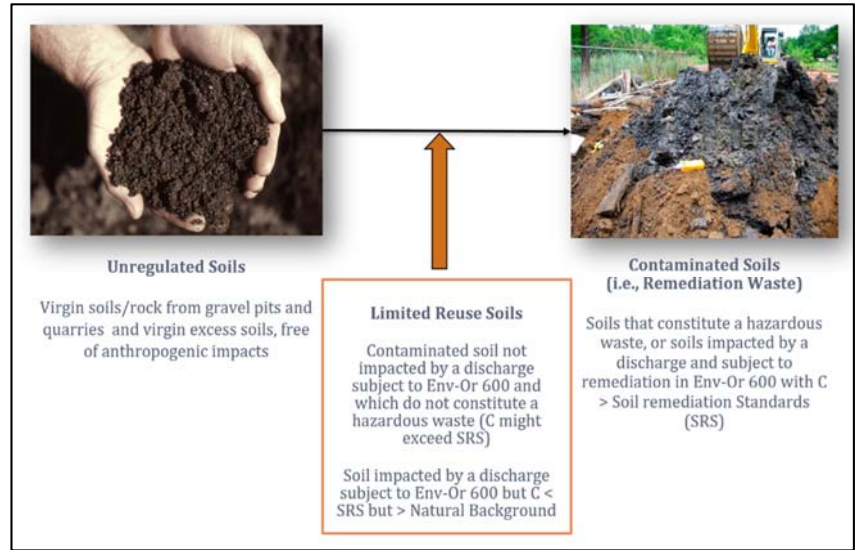 Unregulated Soils
Virgin soils/rock from gravel pits and
quarries and virgin excess soils, free
of anthropogenic impacts
Limited Reuse Soils
Contaminated soil not
impacted by a discharge
subject to Env-Or 600 and
which do not constitute a
hazardous waste (C might
exceed SRS)
Soil impacted by a discharge
subject to Env-Or 600 but C <
SRS but > Natural Background
Contaminated Soils
(i.e., Remediation Waste)
Soils that constitute a hazardous
waste, or soils impacted by a
discharge and subject to
remediation in Env-Or 600 with C
> Soil remediation Standards
(SRS)